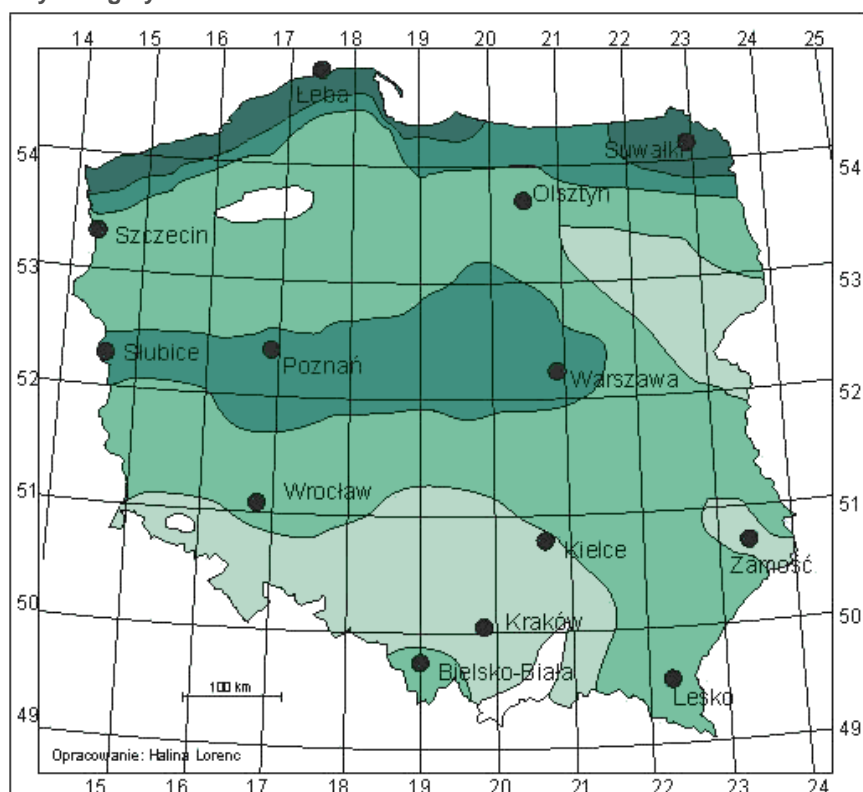 14 15 16 17 18 19 20 21 22 23 24 25
Łeba
54
Suwałki
54
Olsztyn
Szczecin
53
53
Słubice
Poznań
Warszawa
52
52
Wrocław
51
51
Kielce
Zamość
50
Kraków
50
Bielsko-Biała
Lesko
100 km
49
49
Opracowanie: Halina Lorenc
15 16 17 18 19 20 21 22 23 24